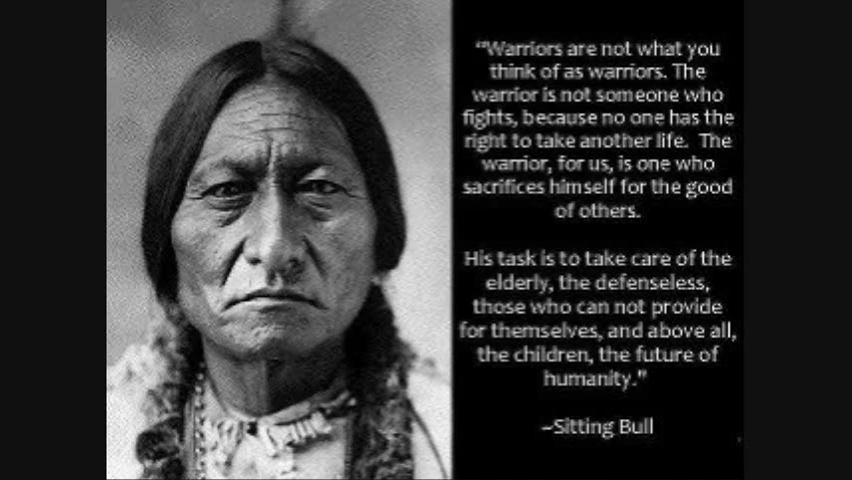 “Warriors are not what you
think of as warriors. The
warrior is not someone who
fights, because no one has the
right to take another life.  The
warrior, for us, is one who
sacrifices himself for the good
of others.
His task is to take care of the
elderly, the defenseless,
those who can not provide
for themselves, and above all,
the children, the future of
humanity.”
~Sitting Bull